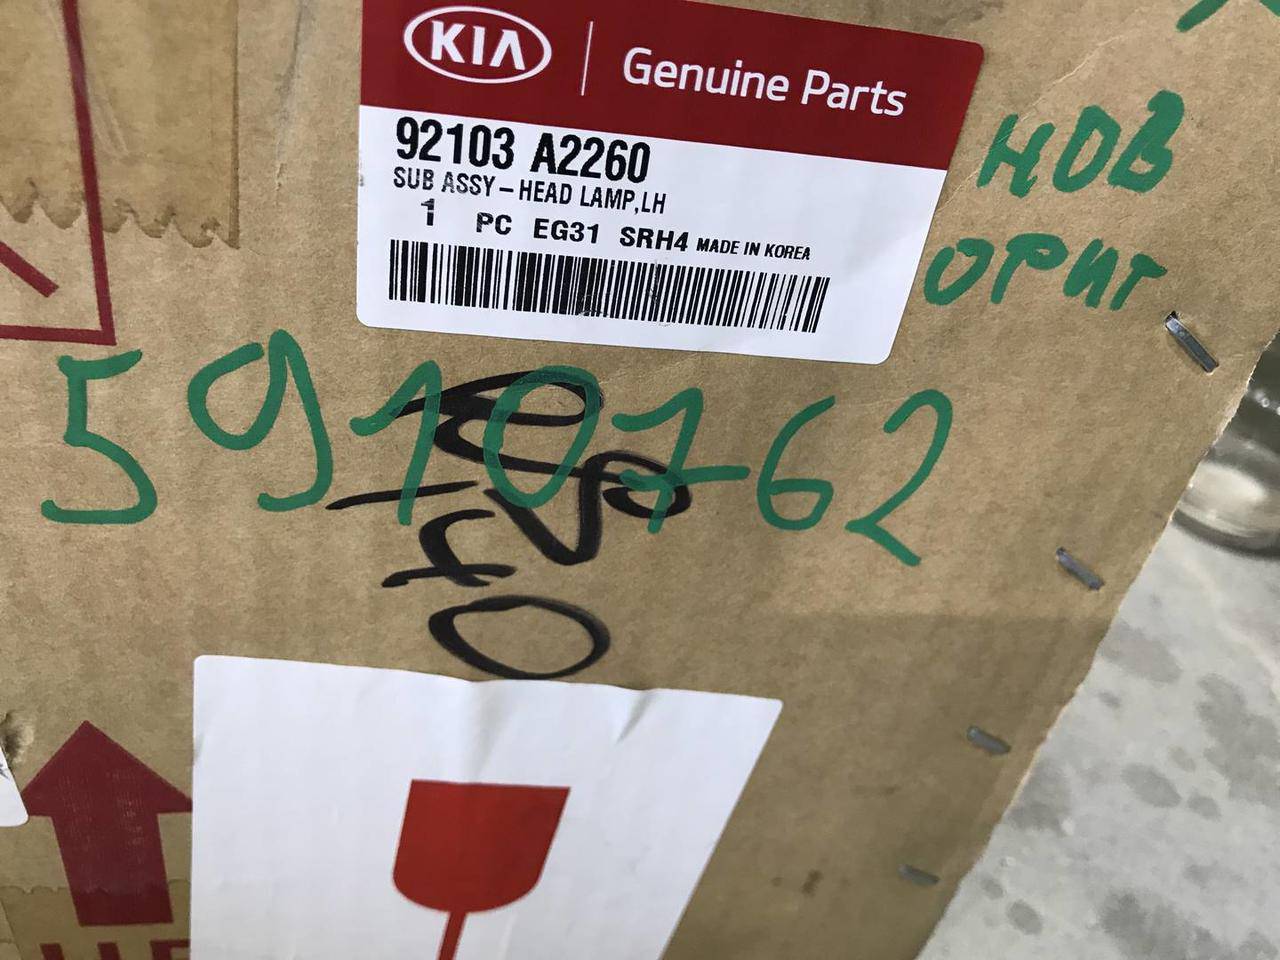 KIA Genuine Parts
92103 A2260
SUB ASSY-HEAD LAMP,LH
1 PC EG31 SRH4 MADE IN KOREA
НОВ
ОРИГ
5910762